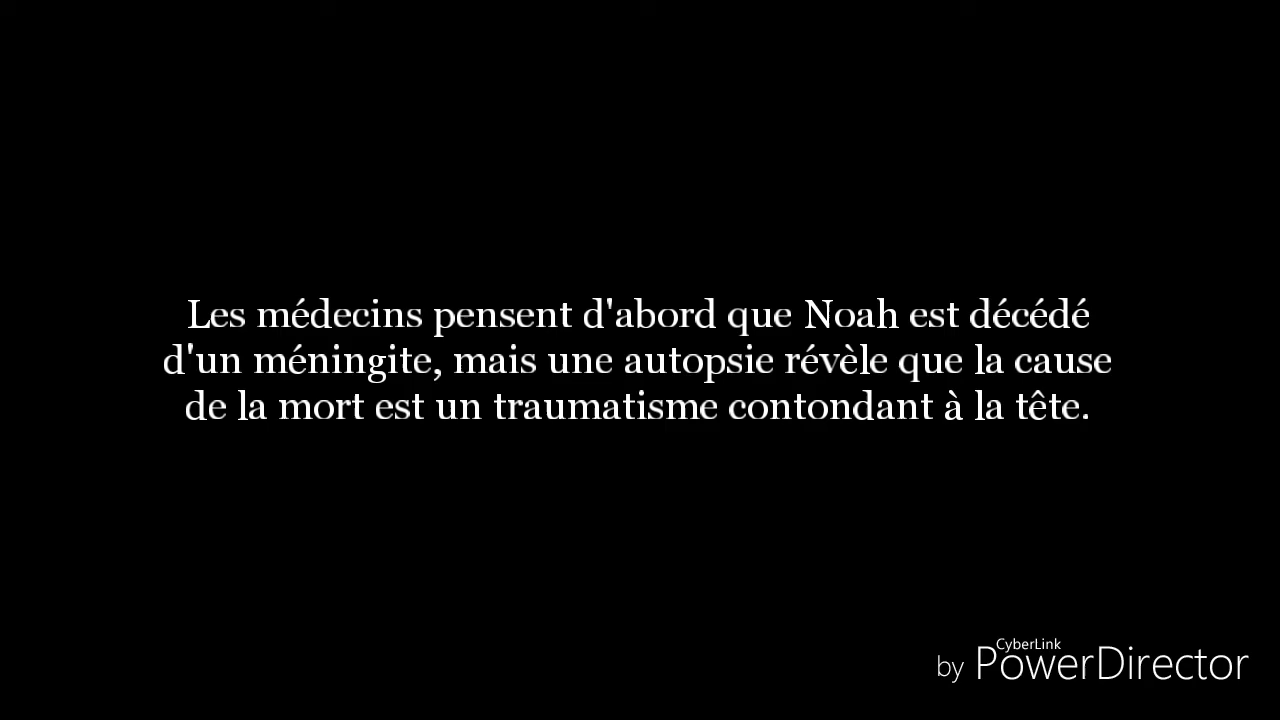 Les médecins pensent d'abord que Noah est décédé
d'un méningite, mais une autopsie révèle que la cause
de la mort est un traumatisme contondant à la tête.
CyberLink
by PowerDirector